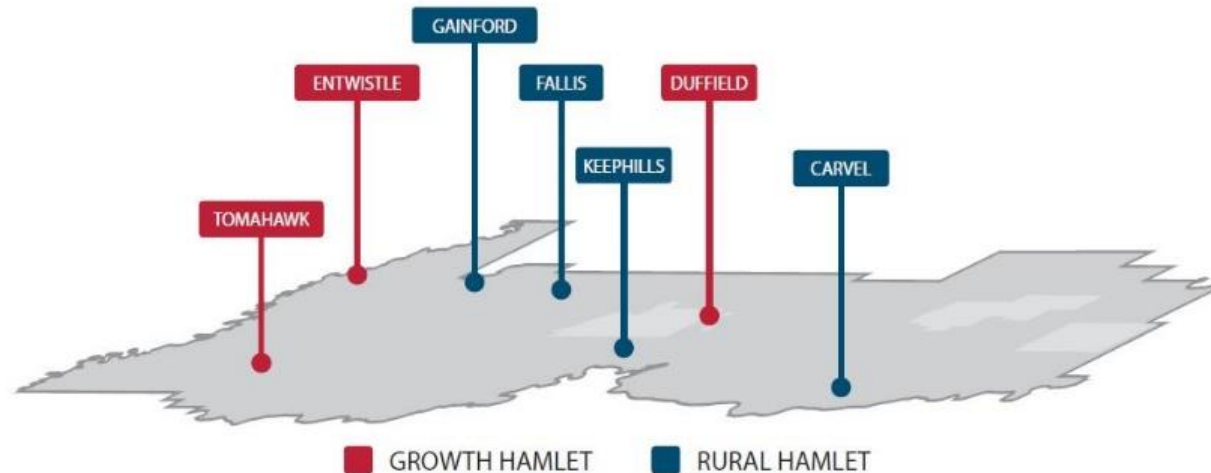 GAINFORD
ENTWISTLE
FALLIS
DUFFIELD
KEEPHILLS
CARVEL
TOMAHAWK
GROWTH HAMLET
RURAL HAMLET